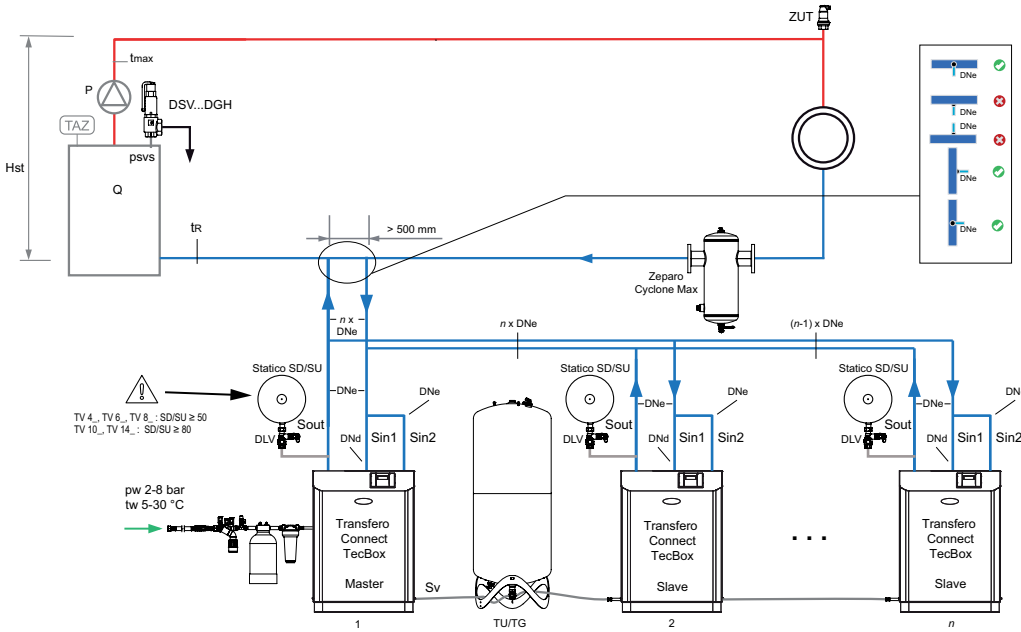 ZUT
tmax
P
DSV...DGH
TAZ
psvs
Hst
Q
tR
> 500 mm
DNe
DNe
DNe
DNe
DNe
Zeparo
Cyclone Max
n x
DNe
n x DNe
(n-1) x DNe
Statico SD/SU
DNe
DNe
Sout
DLV
DNd
Sin1
Sin2
TV 4_, TV 6_, TV 8_ : SD/SU ≥ 50
TV 10_, TV 14_ : SD/SU ≥ 80
Statico SD/SU
DNe
DNe
Sout
DLV
DNd
Sin1
Sin2
Statico SD/SU
DNe
DN
Sout
DLV
DNd
Sin1
Sin2
pw 2-8 bar
tw 5-30 °C
Transfero
Connect
TecBox
Master
1
Sv
TU/TG
Transfero
Connect
TecBox
Slave
2
. . .
Transfero
Connect
TecBox
Slave
n